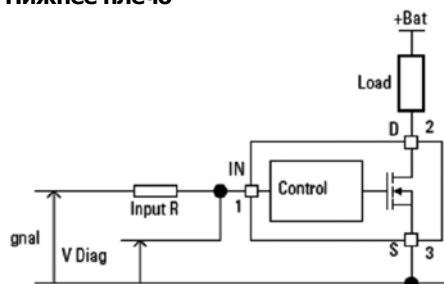 +Bat
Load
D 2
IN
Control
1
Input R
gnal
V Diag
S 3